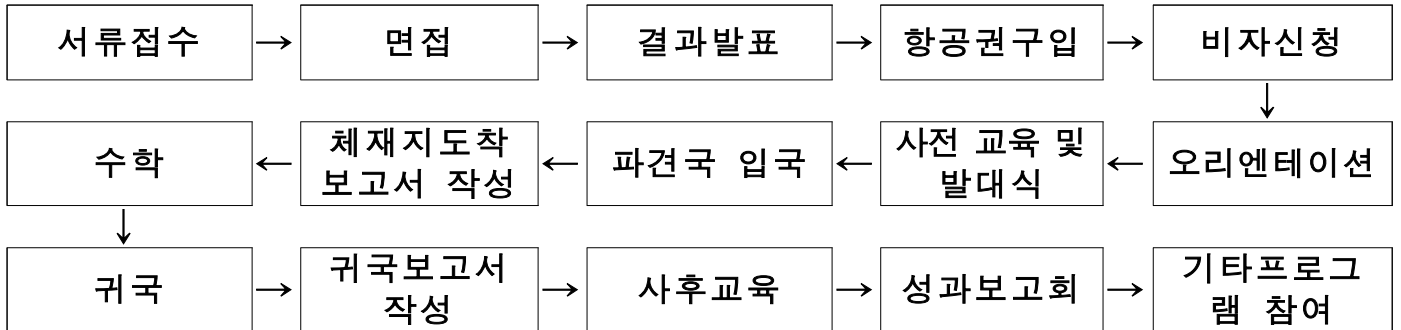 서류접수 → 면접 → 결과발표 → 항공권구입 → 비자신청
↓
수학 ← 체재지도착 보고서 작성 ← 파견국 입국 ← 사전 교육 및 발대식 ← 오리엔테이션
↓
귀국 → 귀국보고서 작성 → 사후교육 → 성과보고회 → 기타프로그램 참여